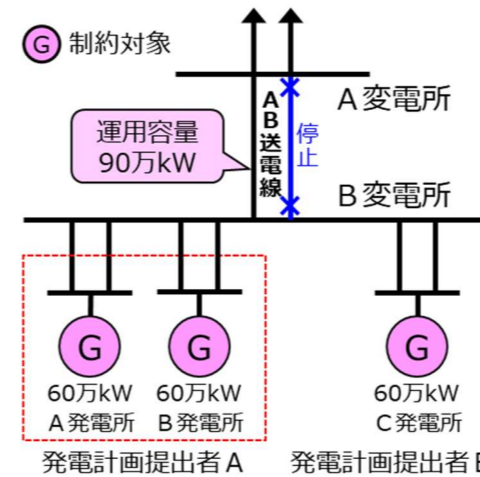 G 制約対象
A変電所
AB送電線
停止
運用容量
90万kW
B変電所
G
G
G
60万kW
60万kW
60万kW
A発電所
B発電所
C発電所
発電計画提出者A
発電計画提出者